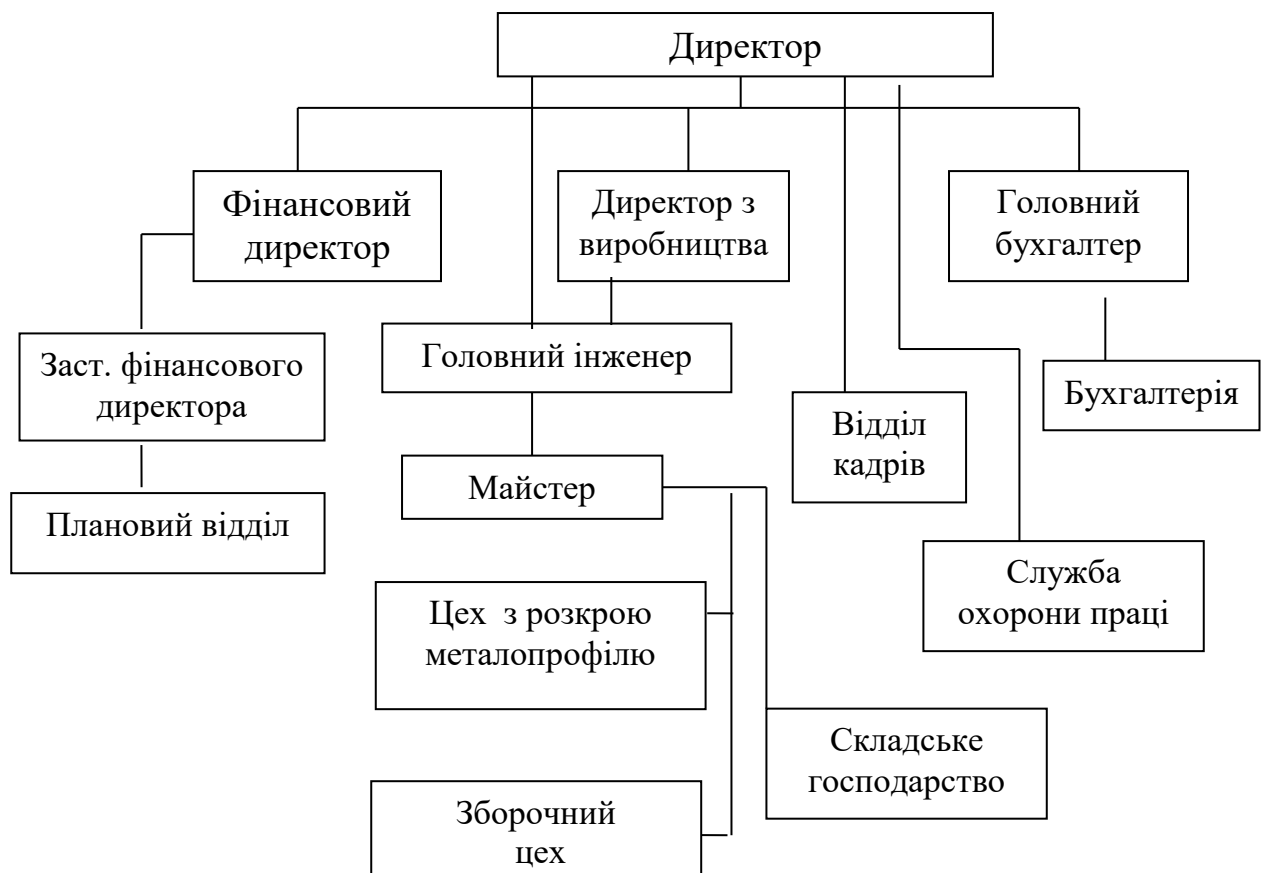 Директор
Фінансовий
директор
Директор з
виробництва
Головний
бухгалтер
Заст. фінансового
директора
Головний інженер
Бухгалтерія
Відділ
кадрів
Майстер
Плановий відділ
Служба
охорони праці
Цех з розкрою
металопрофілю
Складське
господарство
Зборочний
цех